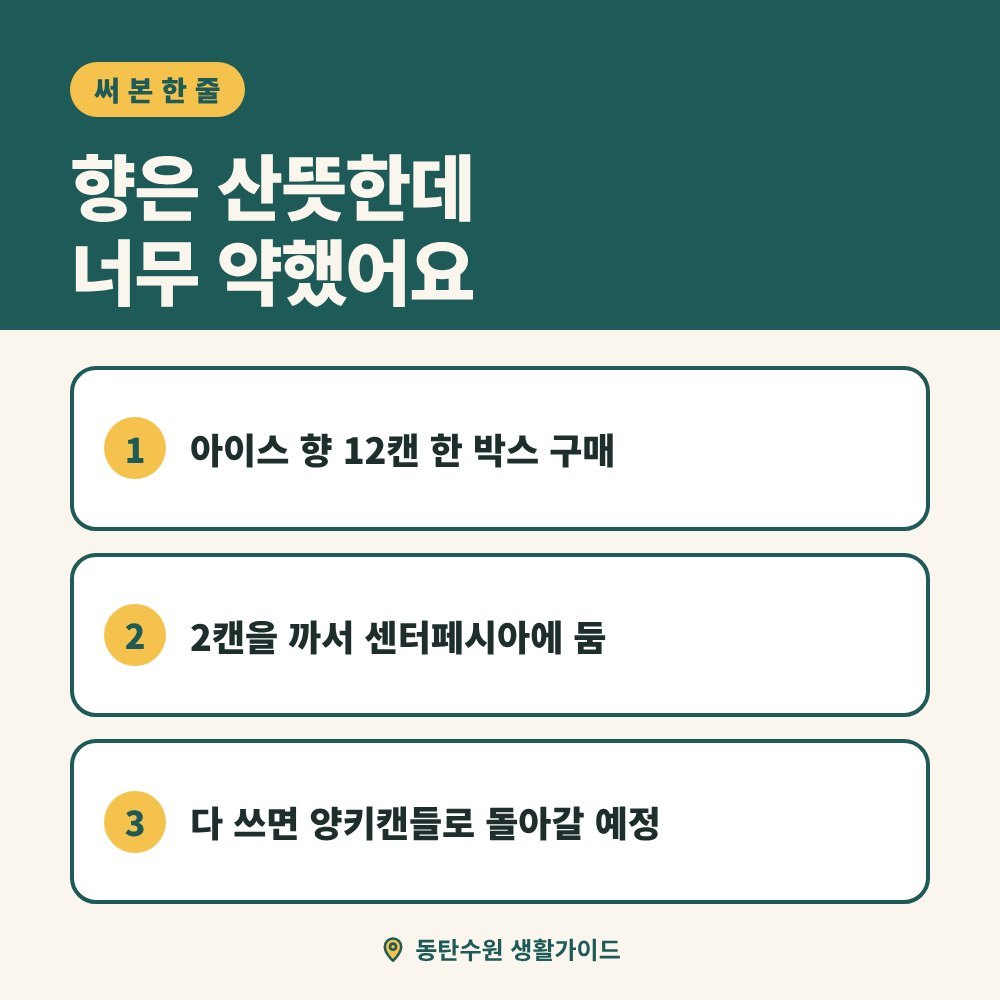 써 본 한 줄
향은 산뜻한데
너무 약했어요
1 아이스 향 12캔 한 박스 구매
2 2캔을 까서 센터페시아에 둠
3 다 쓰면 양키캔들로 돌아갈 예정
동탄수원 생활가이드